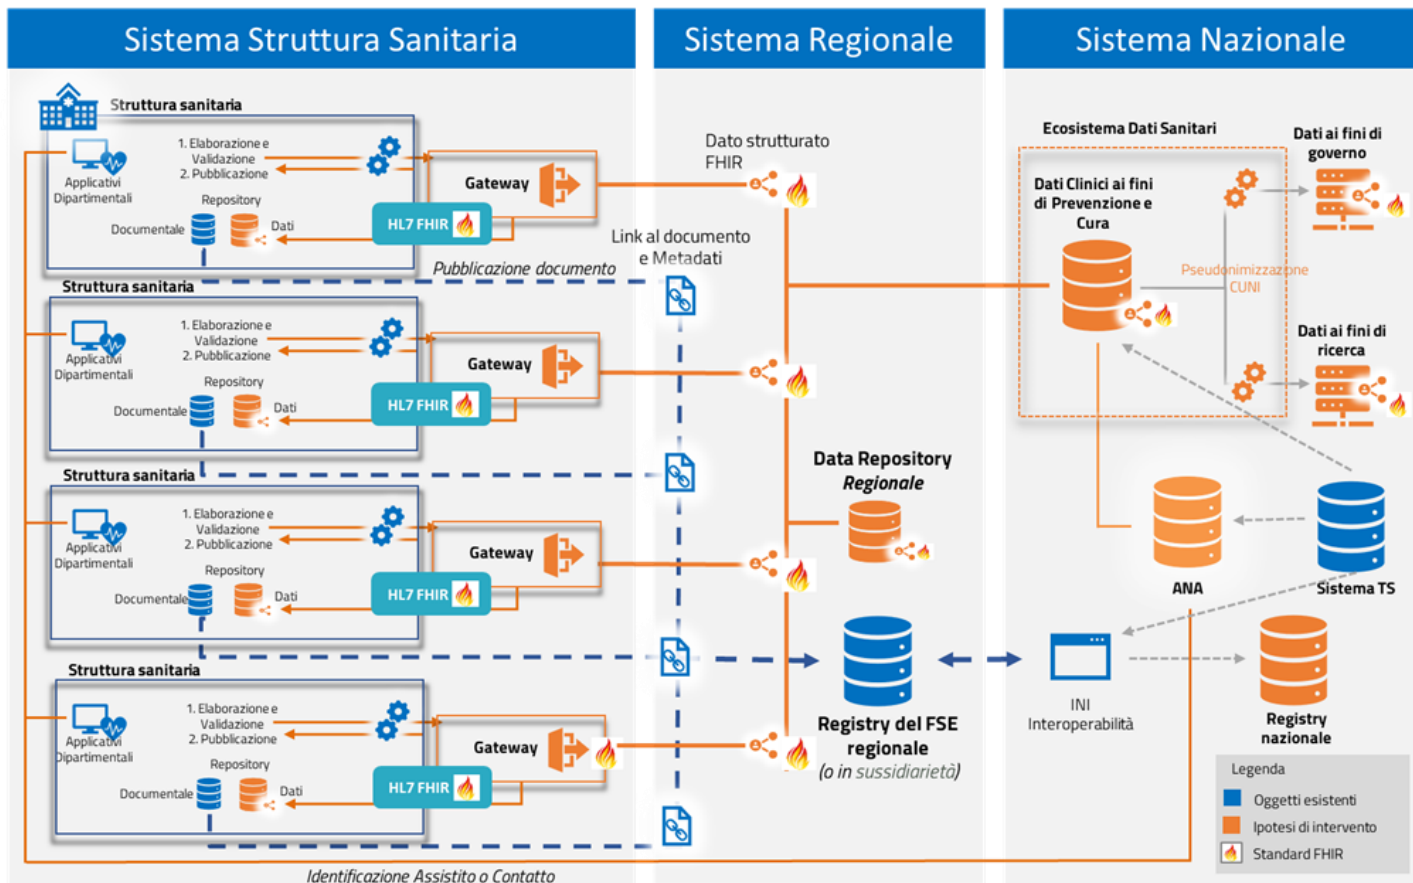 Sistema Struttura Sanitaria
Struttura sanitaria
Applicativi
Dipartimentali
1. Elaborazione e
Validazione
2. Pubblicazione
Repository
Documentale
Dati
HL7 FHIR
Gateway
Pubblicazione documento
Struttura sanitaria
Applicativi
Dipartimentali
1. Elaborazione e
Validazione
2. Pubblicazione
Repository
Documentale
Dati
HL7 FHIR
Gateway
Struttura sanitaria
Applicativi
Dipartimentali
1. Elaborazione e
Validazione
2. Pubblicazione
Repository
Documentale
Dati
HL7 FHIR
Gateway
Struttura sanitaria
Applicativi
Dipartimentali
1. Elaborazione e
Validazione
2. Pubblicazione
Repository
Documentale
Dati
HL7 FHIR
Gateway
Identificazione Assistito o Contatto
Sistema Regionale
Dato strutturato
FHIR
Link al documento
e Metadati
Data Repository
Regionale
Registry del FSE
regionale
(o in sussidiarietà)
Sistema Nazionale
Ecosistema Dati Sanitari
Dati Clinici ai fini
di Prevenzione e
Cura
Pseudonimizzazione
CUNI
Dati ai fini di
governo
Dati ai fini di
ricerca
ANA
Sistema TS
INI
Interoperabilità
Registry
nazionale
Legenda
Oggetti esistenti
Ipotesi di intervento
Standard FHIR